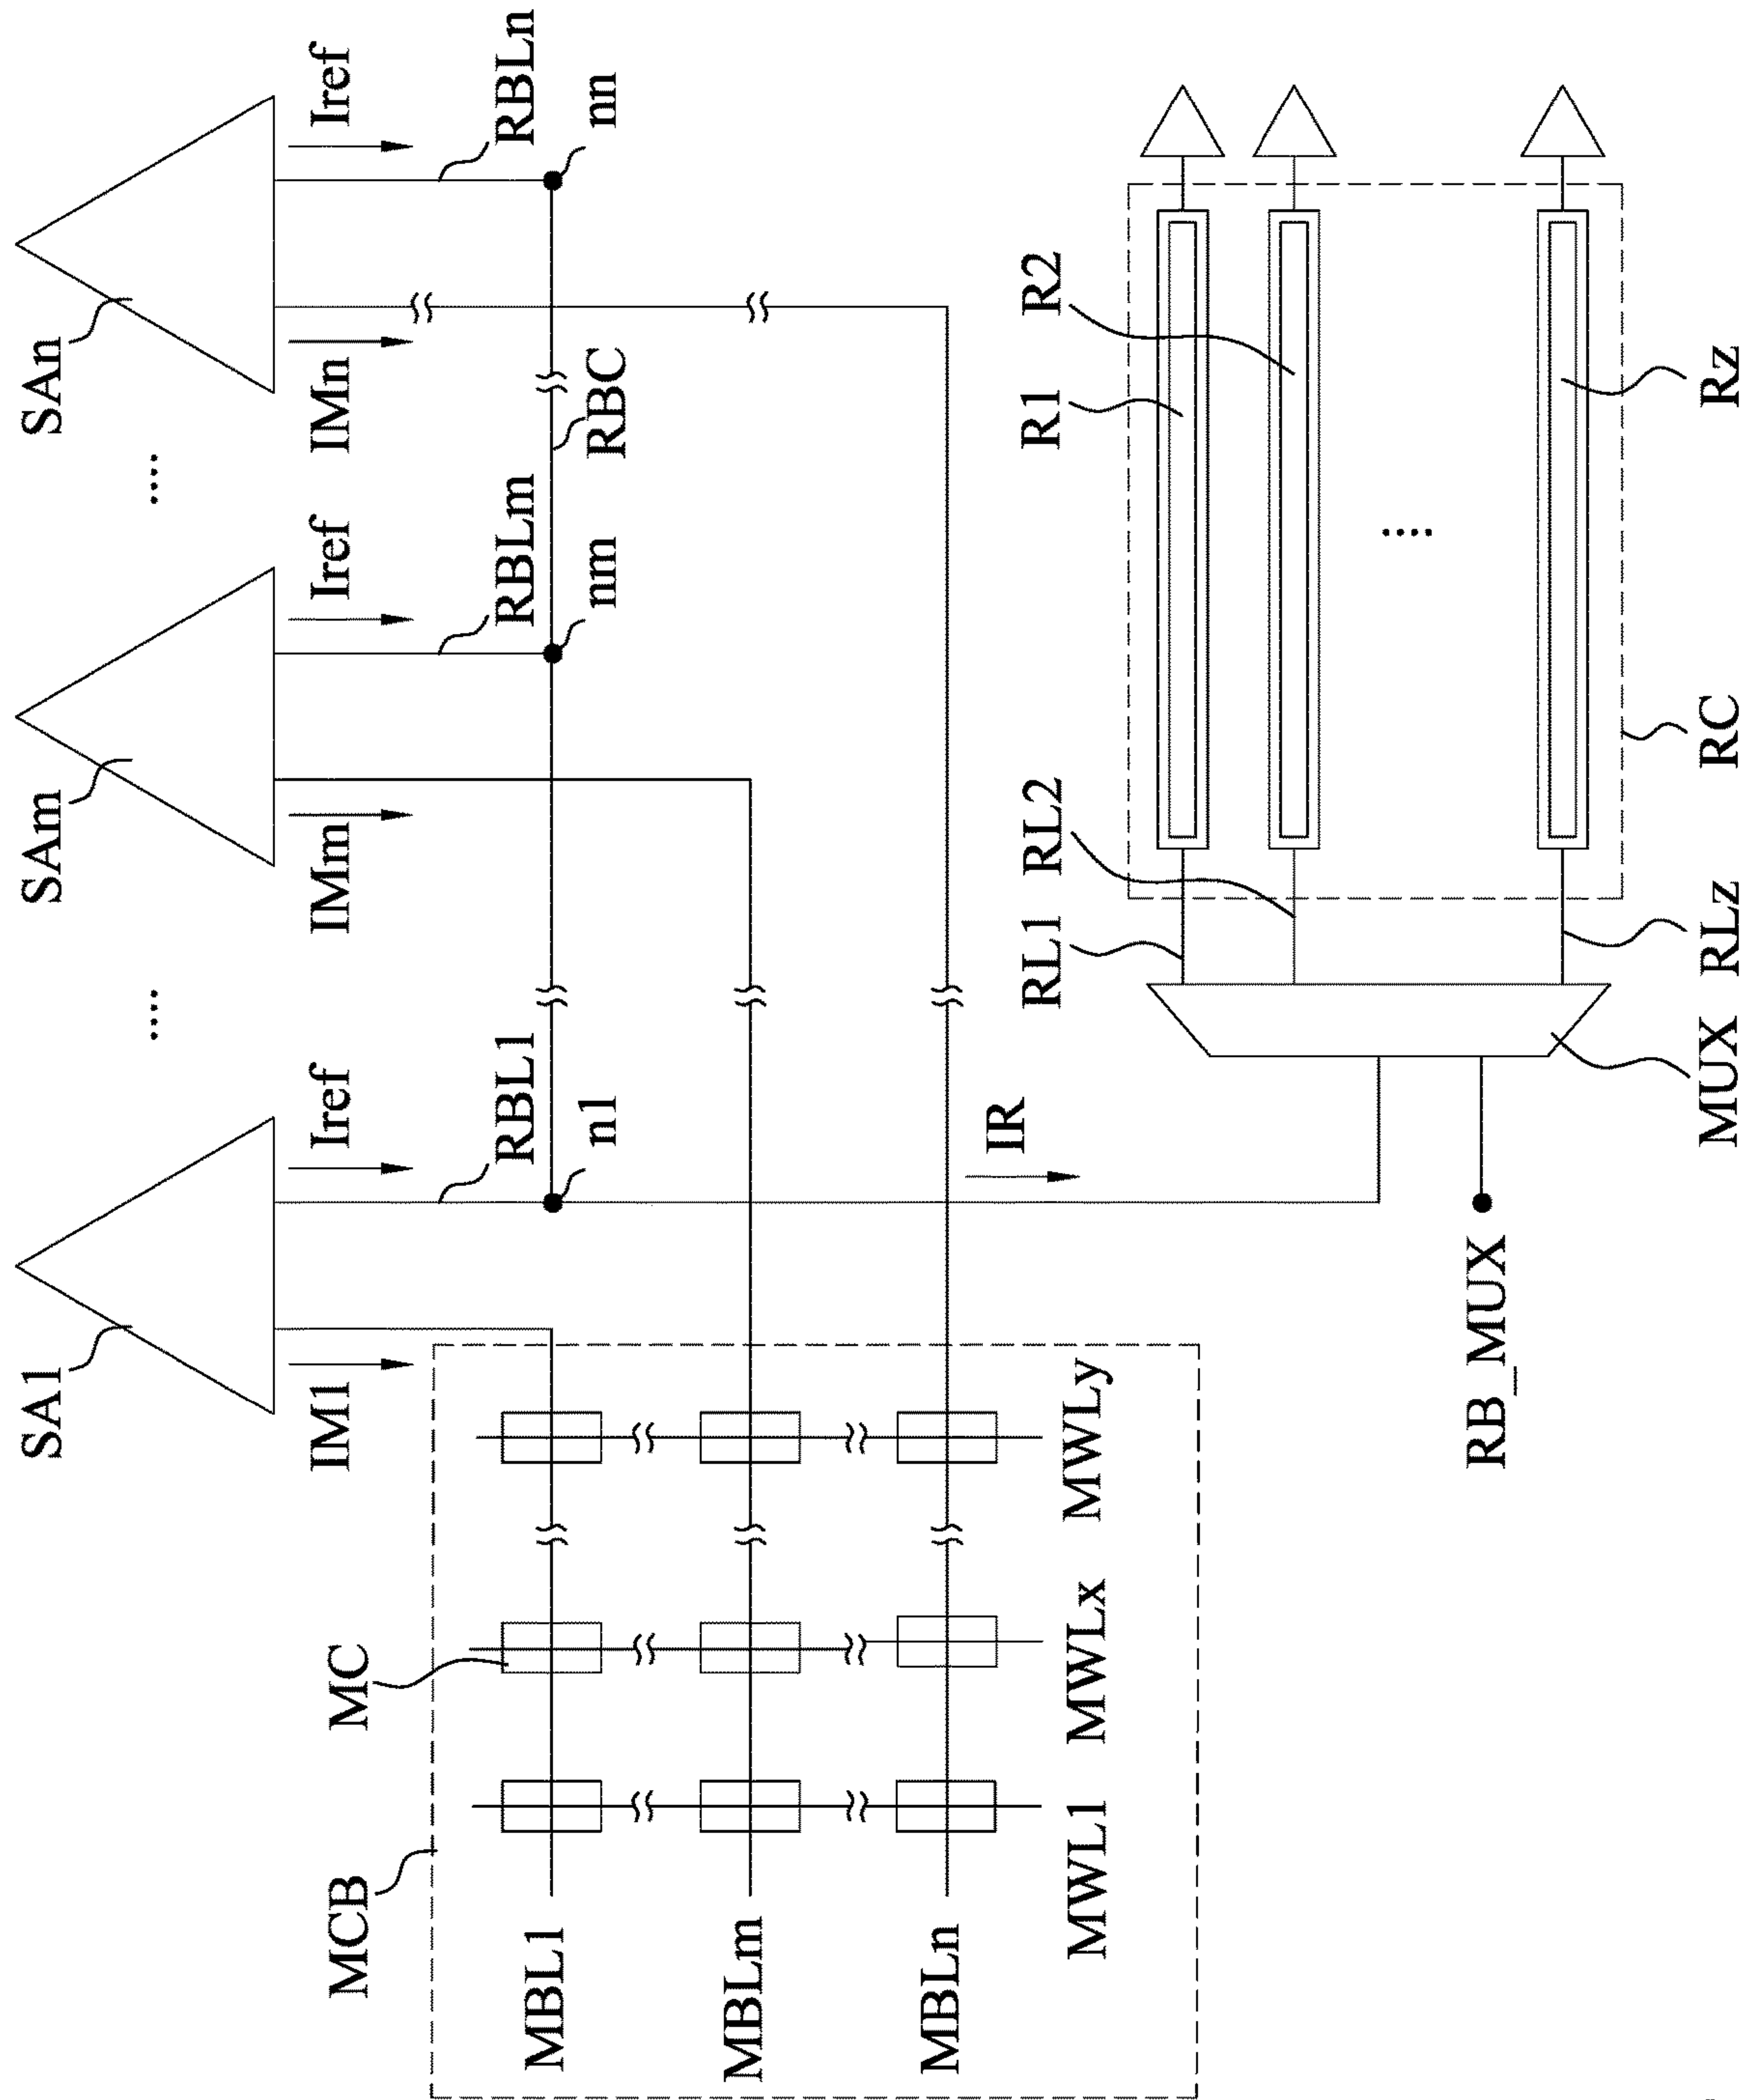 SA1
....
SAm
....
SAn
IM1
Iref
IMm
Iref
IMn
Iref
RBL1
RBLm
RBLn
n1
nm
RBC
nn
MCB
MC
MBL1
MBLm
MBLn
MWL1
MWLx
MWLy
IR
RL1
RL2
R1
R2
....
RB_MUX
MUX
RLz
RC
Rz